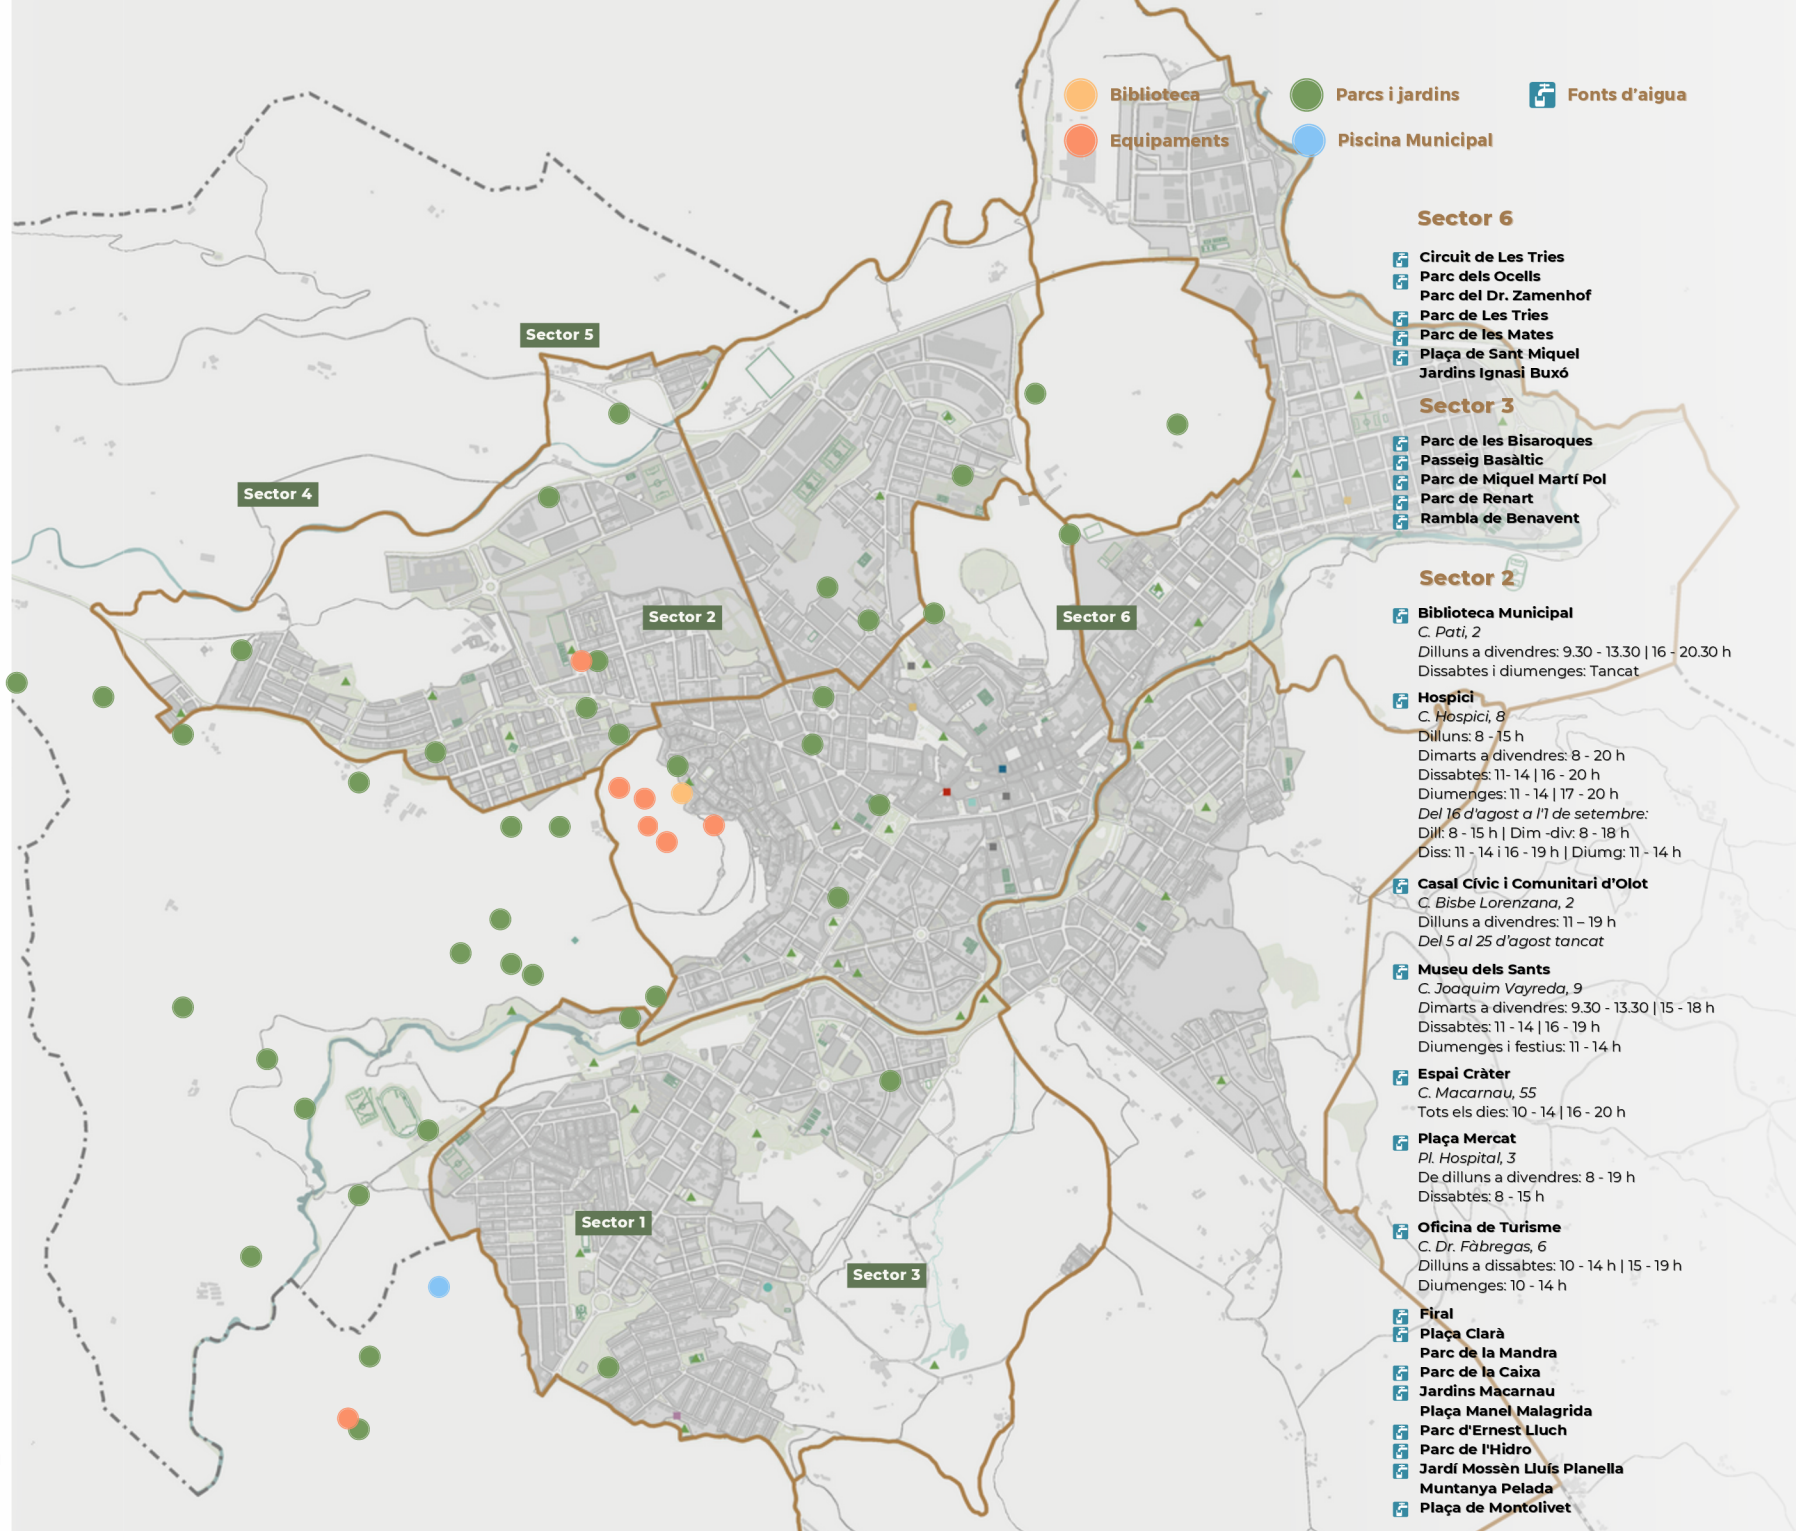 Biblioteca
Parcs i jardins
Fonts d'aigua
Equipaments
Piscina Municipal
Sector 5
Sector 4
Sector 2
Sector 6
Sector 1
Sector 3
Sector 6
Circuit de Les Tries
Parc dels Ocells
Parc del Dr. Zamenhof
Parc de Les Tries
Parc de les Mates
Plaça de Sant Miquel
Jardins Ignasi Buxó
Sector 3
Parc de les Bisaroques
Passeig Basàltic
Parc de Miquel Martí Pol
Parc de Renart
Rambla de Benavent
Sector 2
Biblioteca Municipal
C. Pati, 2
Dilluns a divendres: 9.30 - 13.30 | 16 - 20.30 h
Dissabtes i diumenges: Tancat
Hospici
C. Hospici, 8
Dilluns: 8 - 15 h
Dimarts a divendres: 8 - 20 h
Dissabtes: 11- 14 | 16 - 20 h
Diumenges: 11 - 14 | 17 - 20 h
Del 16 d'agost a l'1 de setembre:
Dill: 8 - 15 h | Dim -div: 8 - 18 h
Diss: 11 - 14 i 16 - 19 h | Diumg: 11 - 14 h
Casal Cívic i Comunitari d'Olot
C. Bisbe Lorenzana, 2
Dilluns a divendres: 11 – 19 h
Del 5 al 25 d'agost tancat
Museu dels Sants
C. Joaquim Vayreda, 9
Dimarts a divendres: 9.30 - 13.30 | 15 - 18 h
Dissabtes: 11 - 14 | 16 - 19 h
Diumenges i festius: 11 - 14 h
Espai Cràter
C. Macarnau, 55
Tots els dies: 10 - 14 | 16 - 20 h
Plaça Mercat
Pl. Hospital, 3
De dilluns a divendres: 8 - 19 h
Dissabtes: 8 - 15 h
Oficina de Turisme
C. Dr. Fàbregas, 6
Dilluns a dissabtes: 10 - 14 h | 15 - 19 h
Diumenges: 10 - 14 h
Firal
Plaça Clarà
Parc de la Mandra
Parc de la Caixa
Jardins Macarnau
Plaça Manel Malagrida
Parc d'Ernest Lluch
Parc de l'Hidro
Jardí Mossèn Lluís Planella
Muntanya Pelada
Plaça de Montolivet